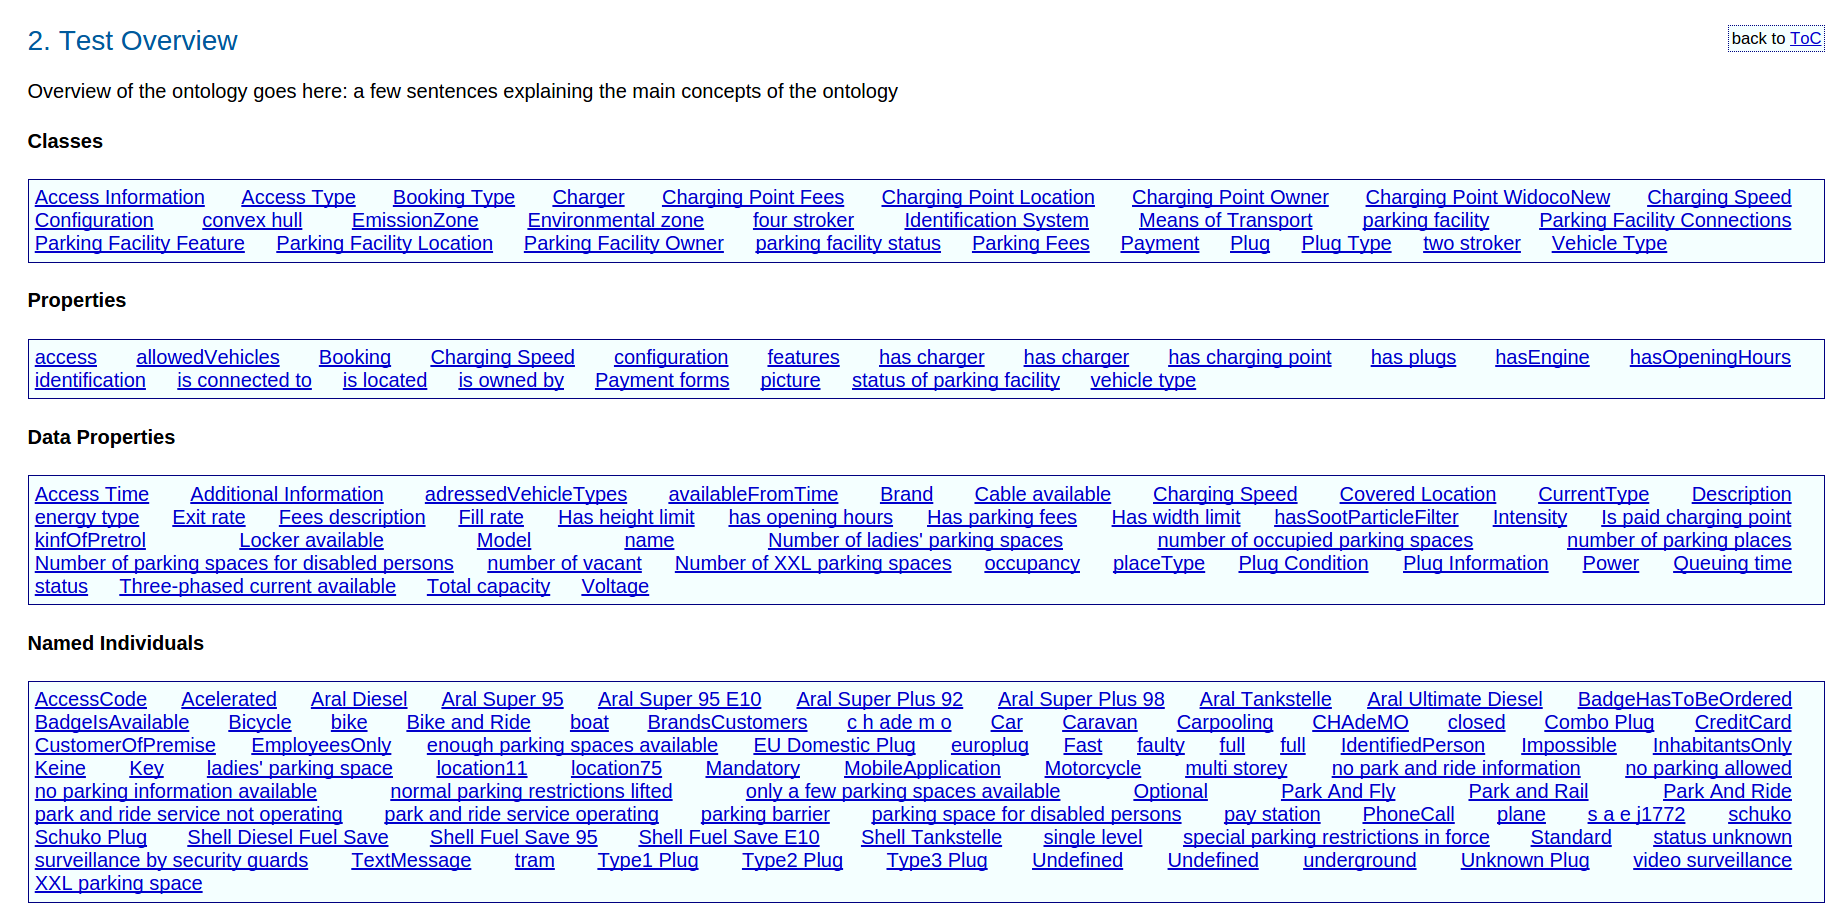 2. Test Overview
back to ToC
Overview of the ontology goes here: a few sentences explaining the main concepts of the ontology
Classes
Access Information Access Type Booking Type Charger Charging Point Fees Charging Point Location Charging Point Owner Charging Point WidocoNew Charging Speed
Configuration convex hull EmissionZone Environmental zone four stroker Identification System Means of Transport parking facility Parking Facility Connections
Parking Facility Feature Parking Facility Location Parking Facility Owner parking facility status Parking Fees Payment Plug Plug Type two stroker Vehicle Type
Properties
access allowedVehicles Booking Charging Speed configuration features has charger has charger has charging point has plugs hasEngine hasOpeningHours
identification is connected to is located is owned by Payment forms picture status of parking facility vehicle type
Data Properties
Access Time Additional Information adressedVehicleTypes availableFromTime Brand Cable available Charging Speed Covered Location CurrentType Description
energy type Exit rate Fees description Fill rate Has height limit has opening hours Has parking fees Has width limit hasSootParticleFilter Intensity Is paid charging point
kinfOfPretrol Locker available Model name Number of ladies' parking spaces number of occupied parking spaces number of parking places
Number of parking spaces for disabled persons number of vacant Number of XXL parking spaces occupancy placeType Plug Condition Plug Information Power Queuing time
status Three-phased current available Total capacity Voltage
Named Individuals
AccessCode Acelerated Aral Diesel Aral Super 95 Aral Super 95 E10 Aral Super Plus 92 Aral Super Plus 98 Aral Tankstelle Aral Ultimate Diesel BadgeHasToBeOrdered
BadgeIsAvailable Bicycle bike Bike and Ride boat BrandsCustomers c h ade m o Car Caravan Carpooling CHAdeMO closed Combo Plug CreditCard
CustomerOfPremise EmployeesOnly enough parking spaces available EU Domestic Plug europlug Fast faulty full full IdentifiedPerson Impossible InhabitantsOnly
Keine Key ladies' parking space location11 location75 Mandatory MobileApplication Motorcycle multi storey no park and ride information no parking allowed
no parking information available normal parking restrictions lifted only a few parking spaces available Optional Park And Fly Park and Rail Park And Ride
park and ride service not operating park and ride service operating parking barrier parking space for disabled persons pay station PhoneCall plane s a e j1772 schuko
Schuko Plug Shell Diesel Fuel Save Shell Fuel Save 95 Shell Fuel Save E10 Shell Tankstelle single level special parking restrictions in force Standard status unknown
surveillance by security guards TextMessage tram Type1 Plug Type2 Plug Type3 Plug Undefined Undefined underground Unknown Plug video surveillance
XXL parking space